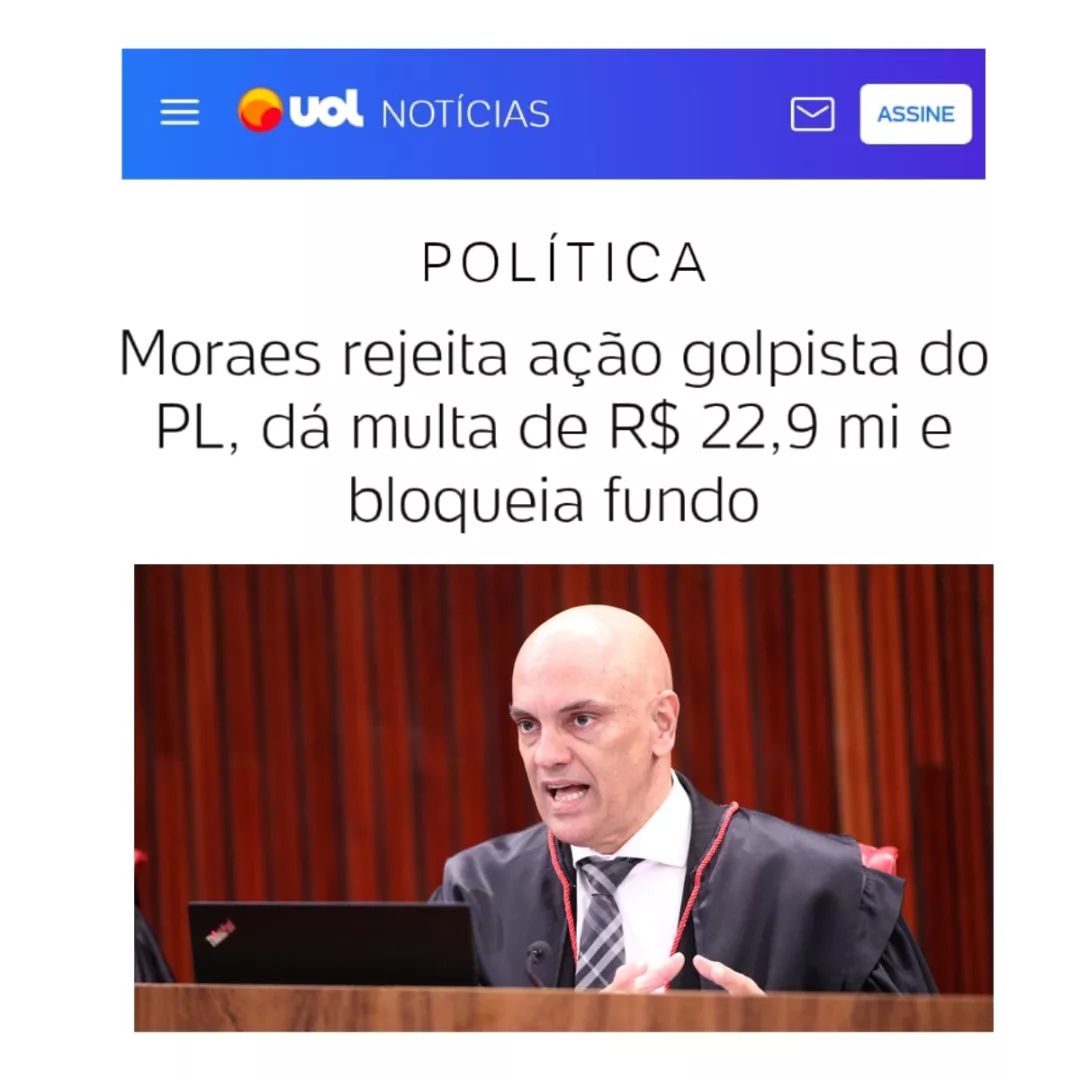 uol NOTÍCIAS
ASSINE
POLÍTICA
Moraes rejeita ação golpista do
PL, dá multa de R$ 22,9 mi e
bloqueia fundo